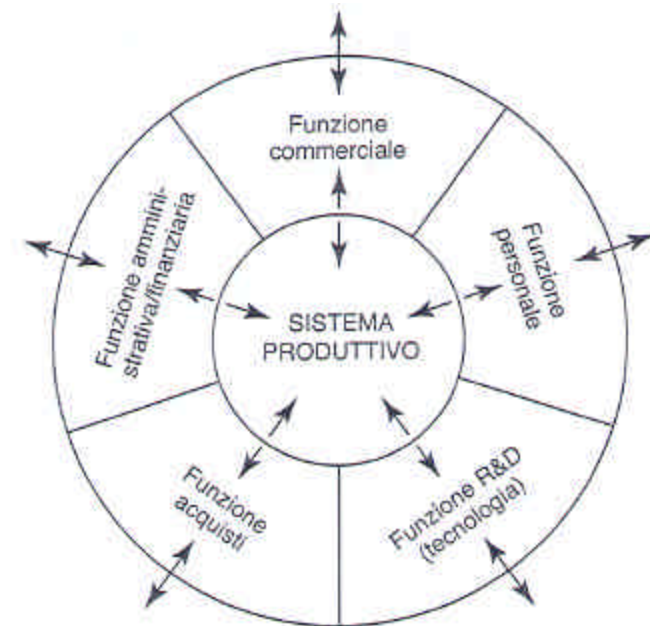 Funzione
commerciale
Funzione
personale
Funzione R&D
(tecnologia)
Funzione
acquisti
Funzione ammini-
strativa/finanziaria
SISTEMA
PRODUTTIVO